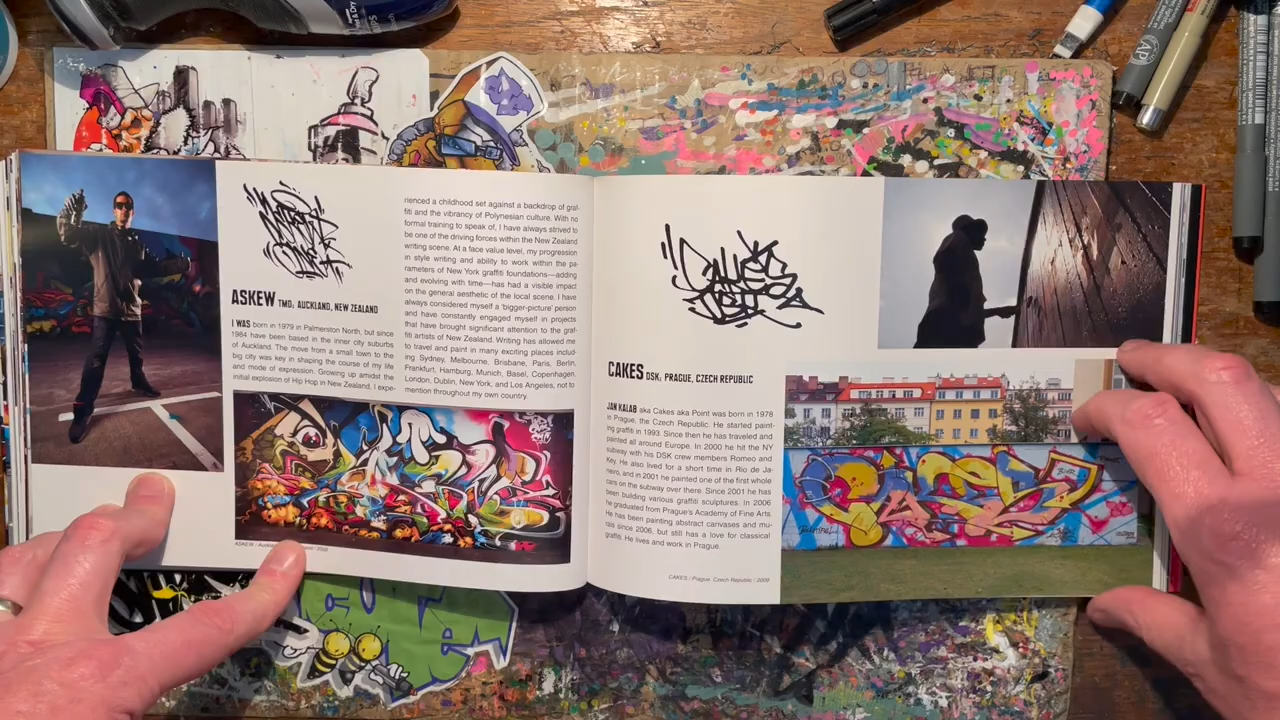 ASKEW TMD, AUCKLAND, NEW ZEALAND
I WAS born in 1979 in Palmerston North, but since
1984 have been based in the inner city suburbs
of Auckland. The move from a small town to the
big city was key in shaping the course of my life
and mode of expression. Growing up amidst the
initial explosion of Hip Hop in New Zealand, I expe-
rienced a childhood set against a backdrop of graf-
fiti and the vibrancy of Polynesian culture. With no
formal training to speak of, I have always strived to
be one of the driving forces within the New Zealand
writing scene. At a face value level, my progression
in style writing and ability to work within the pa-
rameters of New York graffiti foundations—adding
and evolving with time—has had a visible impact
on the general aesthetic of the local scene. I have
always considered myself a 'bigger-picture' person
and have constantly engaged myself in projects
that have brought significant attention to the graf-
fiti artists of New Zealand. Writing has allowed me
to travel and paint in many exciting places includ-
ing Sydney, Melbourne, Brisbane, Paris, Berlin,
Frankfurt, Hamburg, Munich, Basel, Copenhagen,
London, Dublin, New York, and Los Angeles, not to
mention throughout my own country.
ASKEW /
CAKES
DSK
CAKES DSK, PRAGUE, CZECH REPUBLIC
JAN KALAB aka Cakes aka Point was born in 1978
in Prague, the Czech Republic. He started paint-
ing graffiti in 1993. Since then he has traveled and
painted all around Europe. In 2000 he hit the NY
subway with his DSK crew members Romeo and
Key. He also lived for a short time in Rio de Ja-
neiro, and in 2001 he painted one of the first whole
cars on the subway over there. Since 2001 he has
been building various graffiti sculptures. In 2006
he graduated from Prague's Academy of Fine Arts.
He has been painting abstract canvases and mu-
rals since 2006, but still has a love for classical
graffiti. He lives and work in Prague.
CAKES / Prague. Czech Republic / 2009